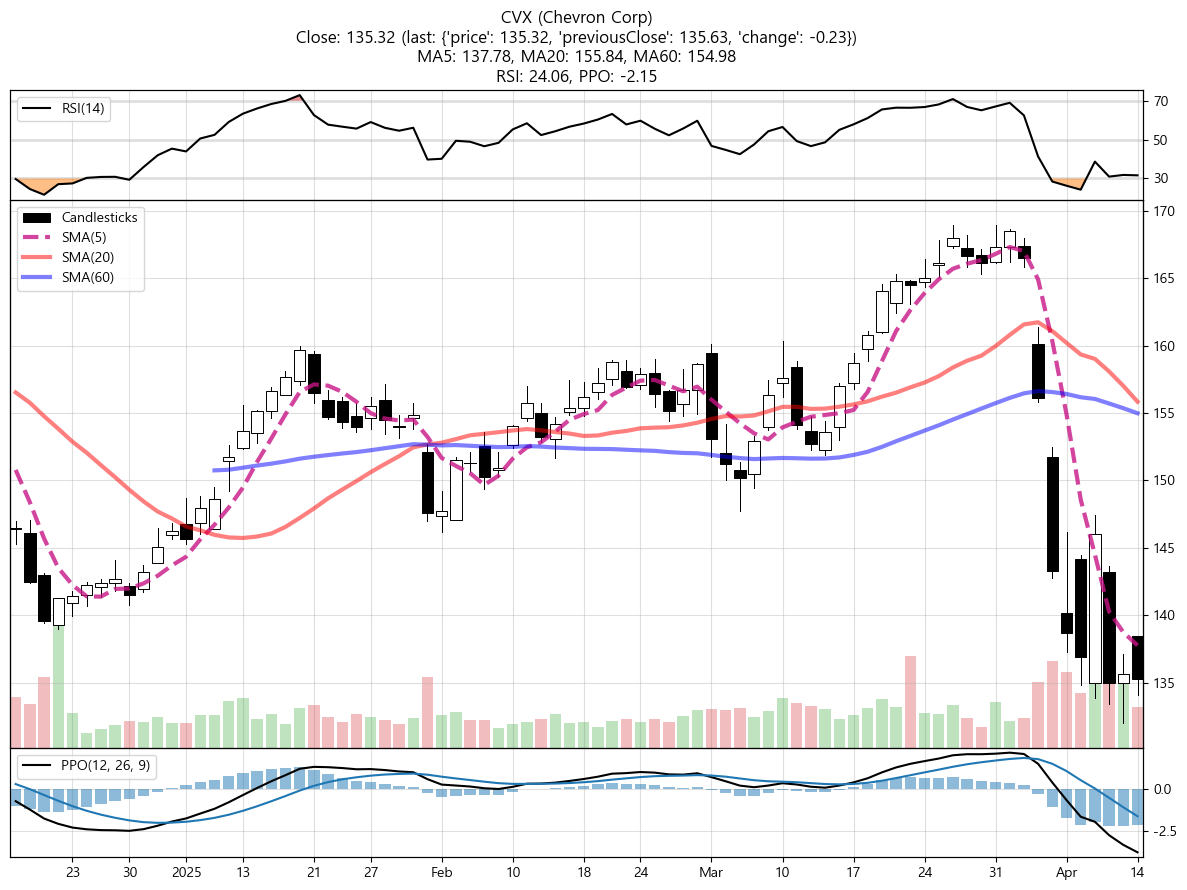 CVX (Chevron Corp)
Close: 135.32 (last: {'price': 135.32, 'previousClose': 135.63, 'change': -0.23})
MA5: 137.78, MA20: 155.84, MA60: 154.98
RSI: 24.06, PPO: -2.15
RSI(14)
70
50
30
Candlesticks
SMA(5)
SMA(20)
SMA(60)
170
165
160
155
150
145
140
135
PPO(12, 26, 9)
0.0
-2.5
23 30 2025 13 21 27 Feb 10 18 24 Mar 10 17 24 31 Apr 14